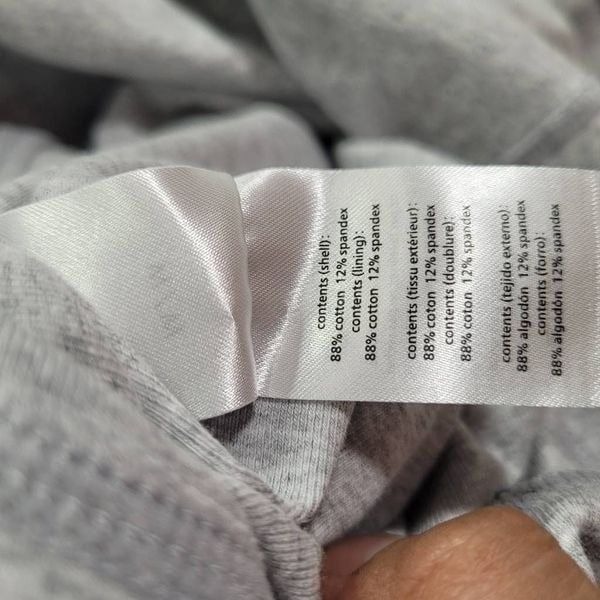 contents (shell):
88% cotton 12% spandex
contents (lining):
88% cotton 12% spandex
contents (tissu extérieur):
88% coton 12% spandex
contents (doublure):
88% coton 12% spandex
contents (tejido externo):
88% algodón 12% spandex
contents (forro):
88% algodón 12% spandex